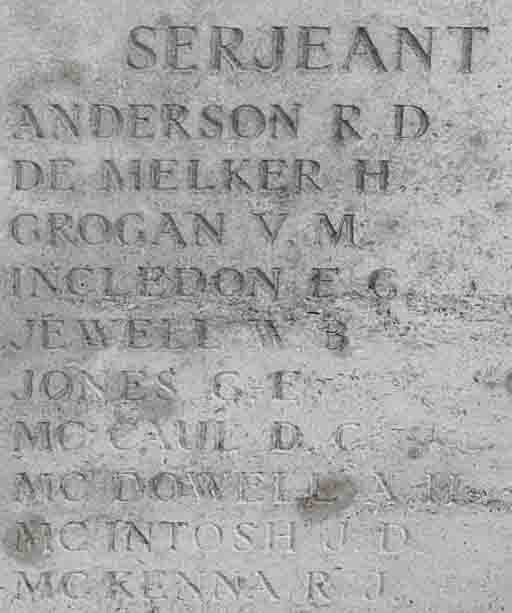 SERJEANT
ANDERSON R. D.
DE MELKER H.
GROGAN V. M.
INCLEDON E. G.
JEWELL W. B.
JONES C. E.
MC CAUL D. C.
MC DOWELL A. H.
MC INTOSH J. D.
MC KENNA R. J.